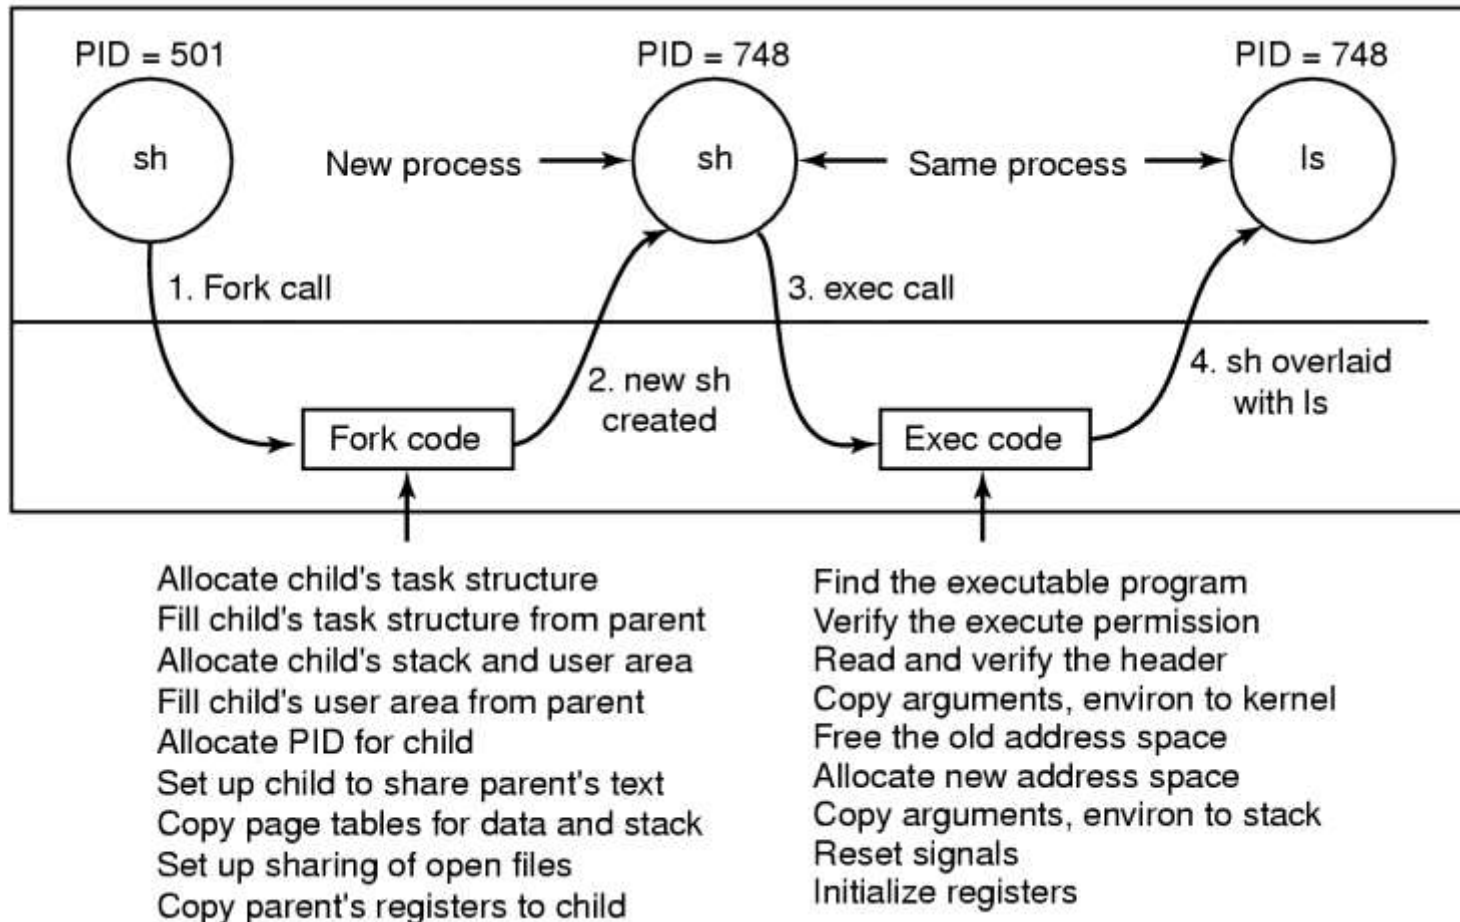 PID = 501
PID = 748
PID = 748
sh
New process
sh
Same process
ls
1. Fork call
3. exec call
2. new sh
created
4. sh overlaid
with ls
Fork code
Exec code
Allocate child's task structure
Fill child's task structure from parent
Allocate child's stack and user area
Fill child's user area from parent
Allocate PID for child
Set up child to share parent's text
Copy page tables for data and stack
Set up sharing of open files
Copy parent's registers to child
Find the executable program
Verify the execute permission
Read and verify the header
Copy arguments, environ to kernel
Free the old address space
Allocate new address space
Copy arguments, environ to stack
Reset signals
Initialize registers